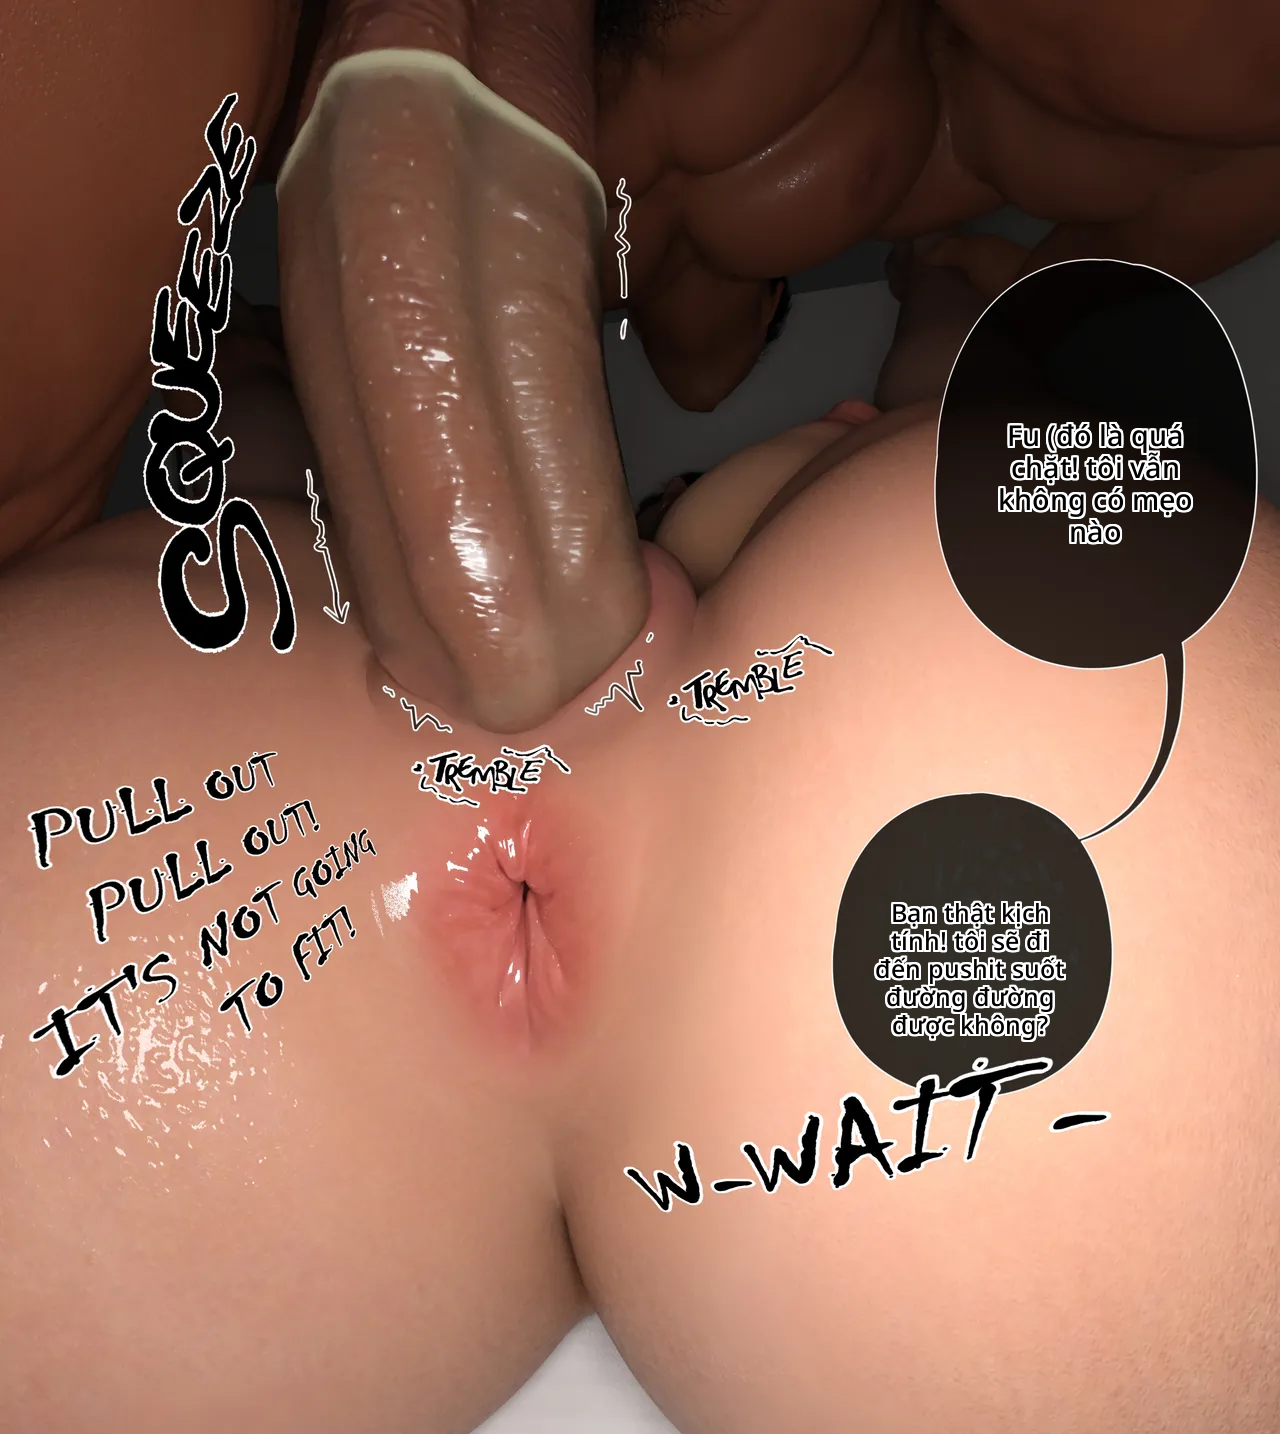 SQUEEZE
Fu (đó là quá
chặt! tôi vẫn
không có mẹo
nào
TREMBLE
TREMBLE
PULL OUT
PULL OUT!
IT'S NOT GOING
TO FIT!
Bạn thật kịch
tính! tôi sẽ đi
đến pushit suốt
đường đường
được không?
W-WAIT -